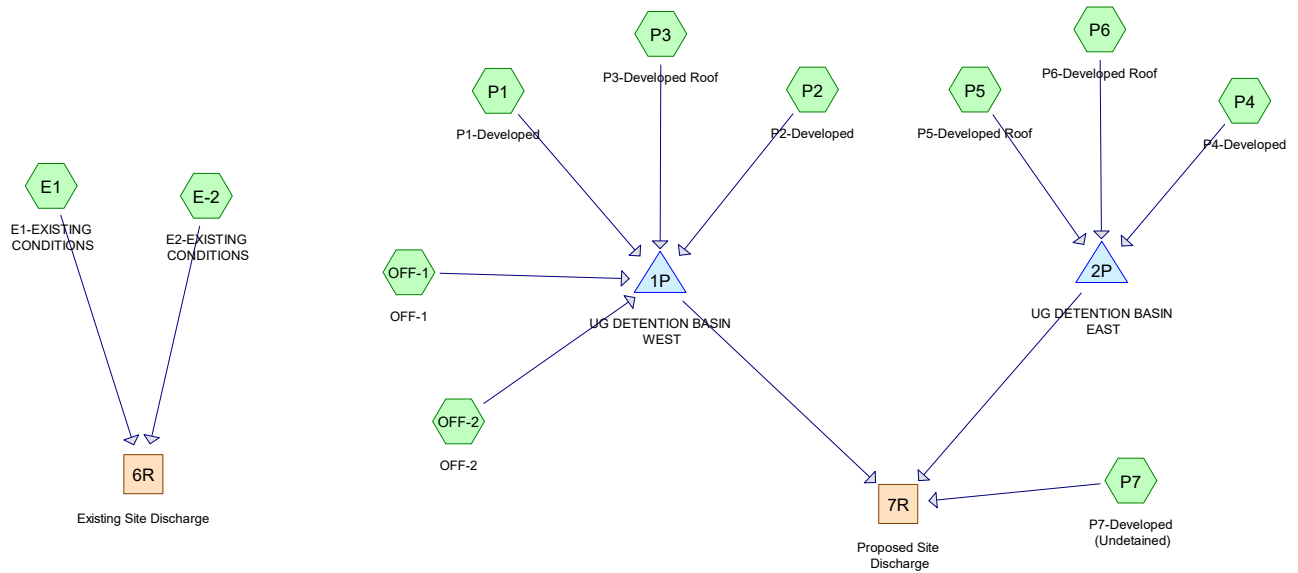 P3
P3-Developed Roof
P1
P1-Developed
P2
P2-Developed
P6
P6-Developed Roof
P5
P5-Developed Roof
P4
P4-Developed
E1
E1-EXISTING
CONDITIONS
E-2
E2-EXISTING
CONDITIONS
OFF-1
OFF-1
1P
UG DETENTION BASIN
WEST
2P
UG DETENTION BASIN
EAST
OFF-2
OFF-2
6R
Existing Site Discharge
7R
Proposed Site
Discharge
P7
P7-Developed
(Undetained)